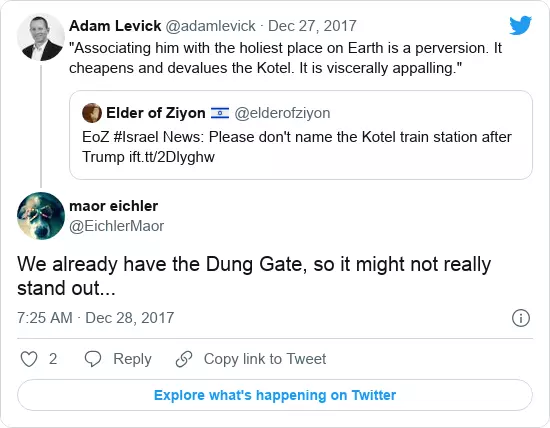 Adam Levick @adamlevick · Dec 27, 2017
"Associating him with the holiest place on Earth is a perversion. It
cheapens and devalues the Kotel. It is viscerally appalling."
Elder of Ziyon 🇮🇱 @elderofziyon
EoZ #Israel News: Please don't name the Kotel train station after
Trump ift.tt/2Dlyghw
maor eichler
@EichlerMaor
We already have the Dung Gate, so it might not really
stand out...
7:25 AM · Dec 28, 2017
2 Reply Copy link to Tweet
Explore what's happening on Twitter